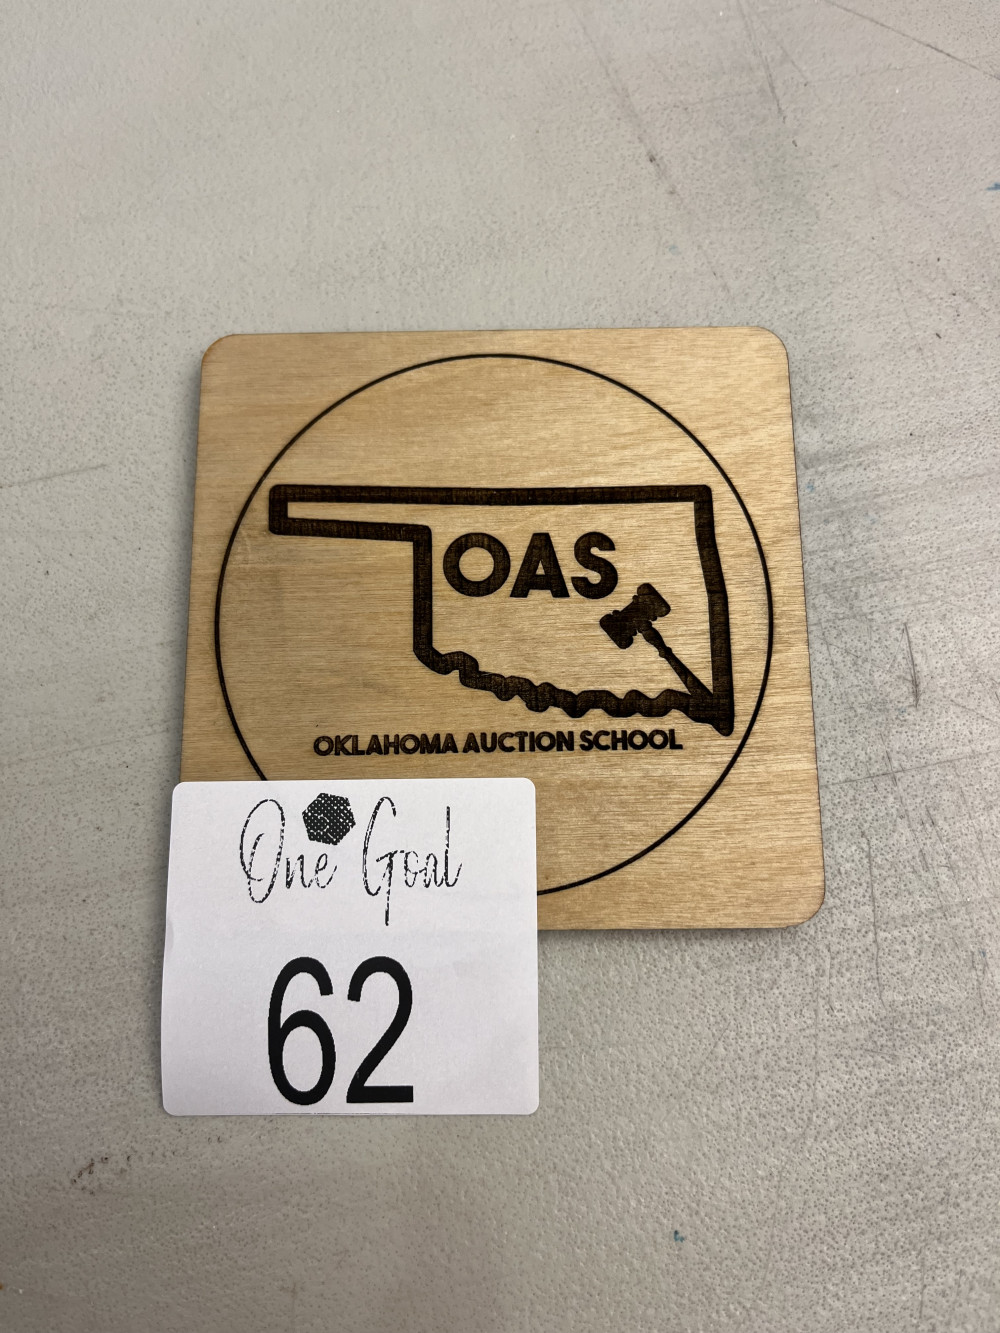 OAS
OKLAHOMA AUCTION SCHOOL
One Goal
62